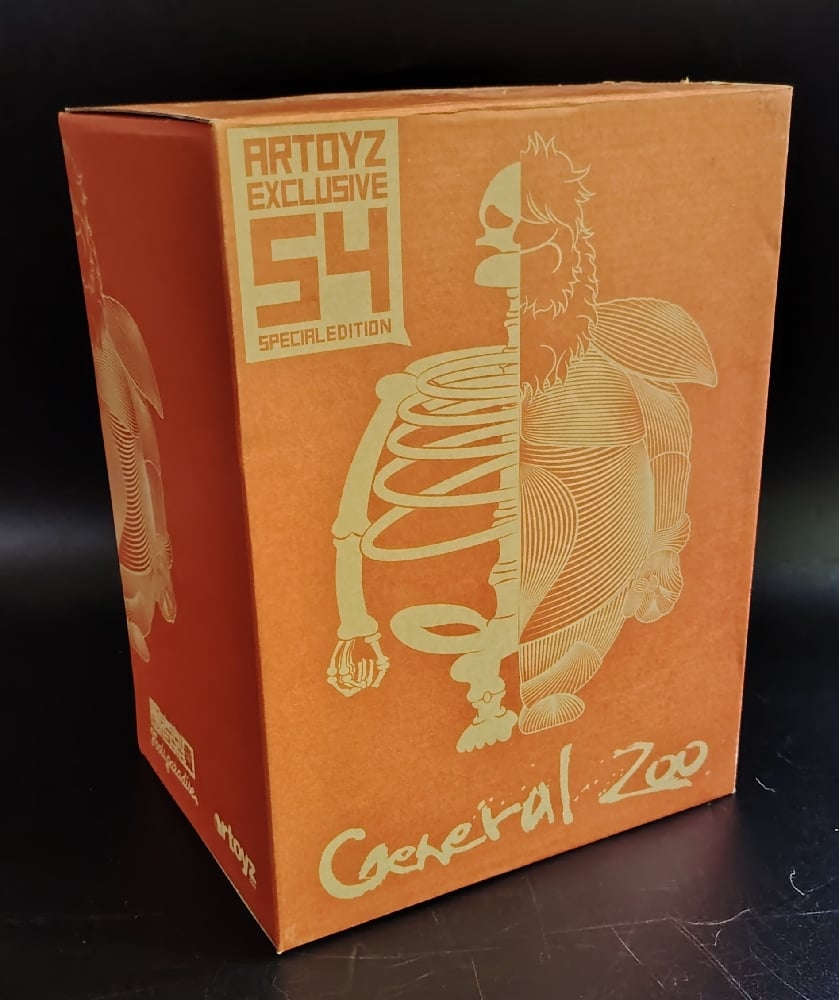 ARTOYZ
EXCLUSIVE
54
SPECIALEDITION
General Zoo
artoyz